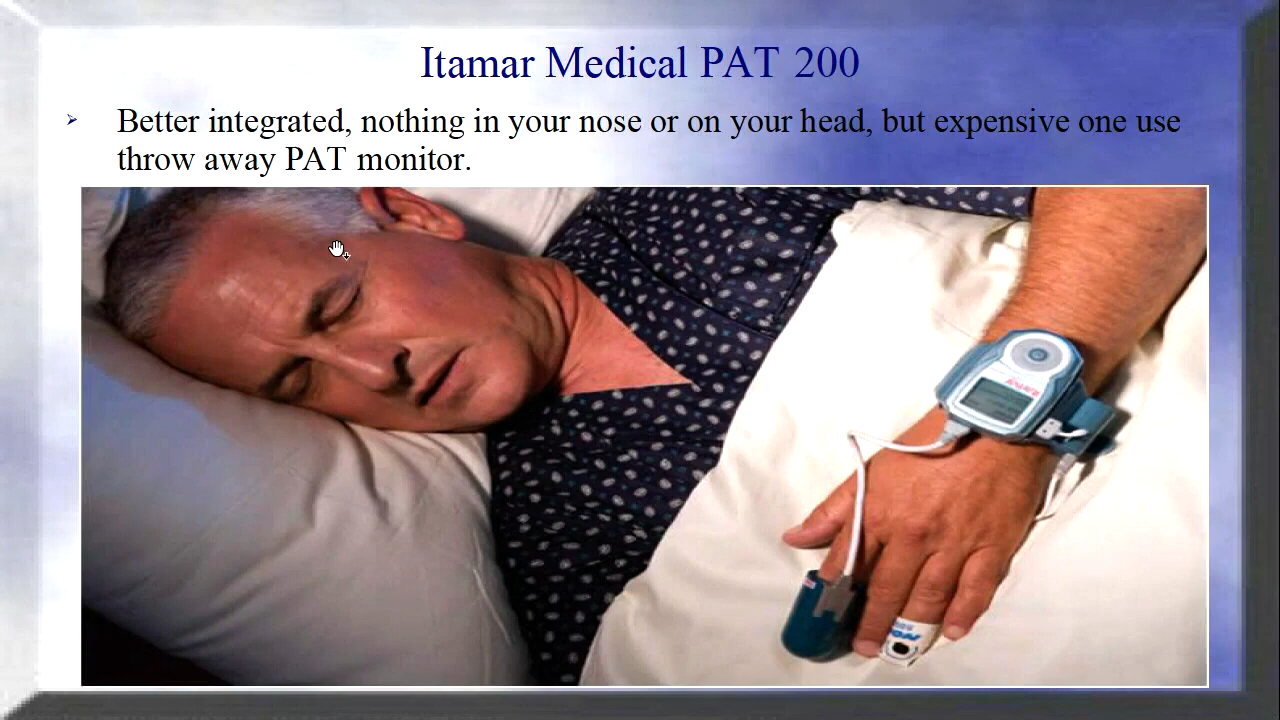 Itamar Medical PAT 200
Better integrated, nothing in your nose or on your head, but expensive one use
throw away PAT monitor.